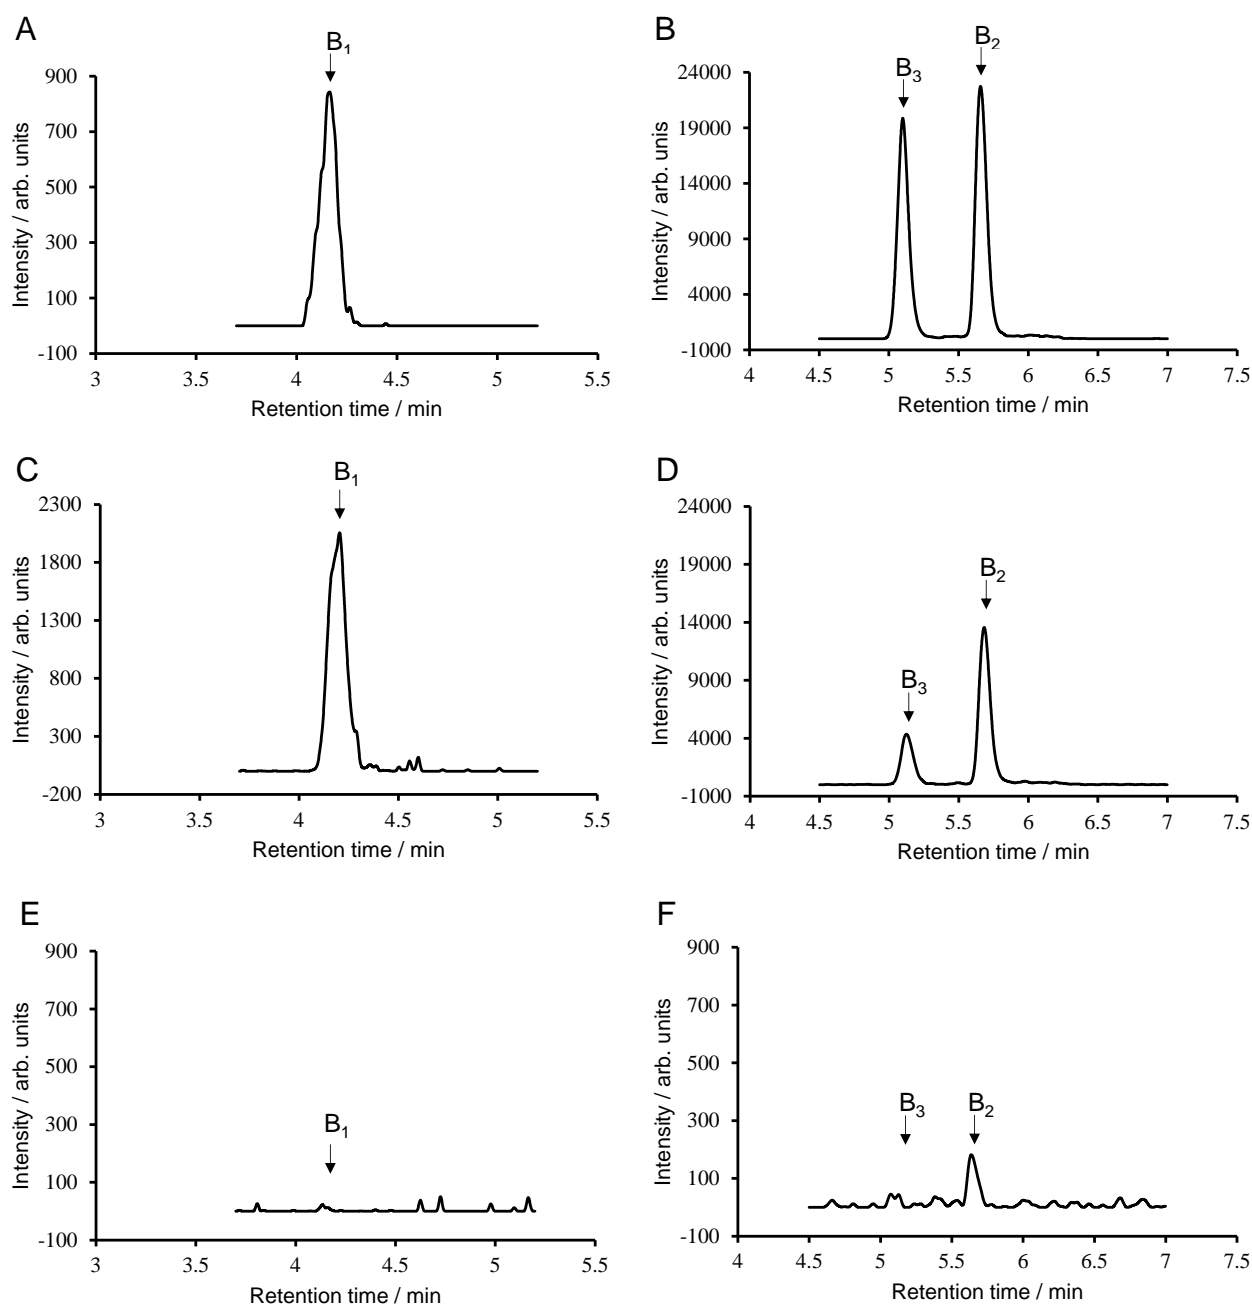 A
B₁
900
700
500
300
100
-100
3
3.5
4
4.5
5
5.5
Retention time / min
Intensity / arb. units
B
B₃
B₂
24000
19000
14000
9000
4000
-1000
4
4.5
5
5.5
6
6.5
7
7.5
Retention time / min
Intensity / arb. unis
C
B₁
2300
1800
1300
800
300
-200
3
3.5
4
4.5
5
5.5
Retention time / min
Intensity / arb. units
D
B₃
B₂
24000
19000
14000
9000
4000
-1000
4
4.5
5
5.5
6
6.5
7
7.5
Retention time / min
Intensity / arb. units
E
B₁
900
700
500
300
100
-100
3
3.5
4
4.5
5
5.5
Retention time / min
Intensity / arb. units
F
B₃
B₂
900
700
500
300
100
-100
4
4.5
5
5.5
6
6.5
7
7.5
Retention time / min
Intensity / arb. units